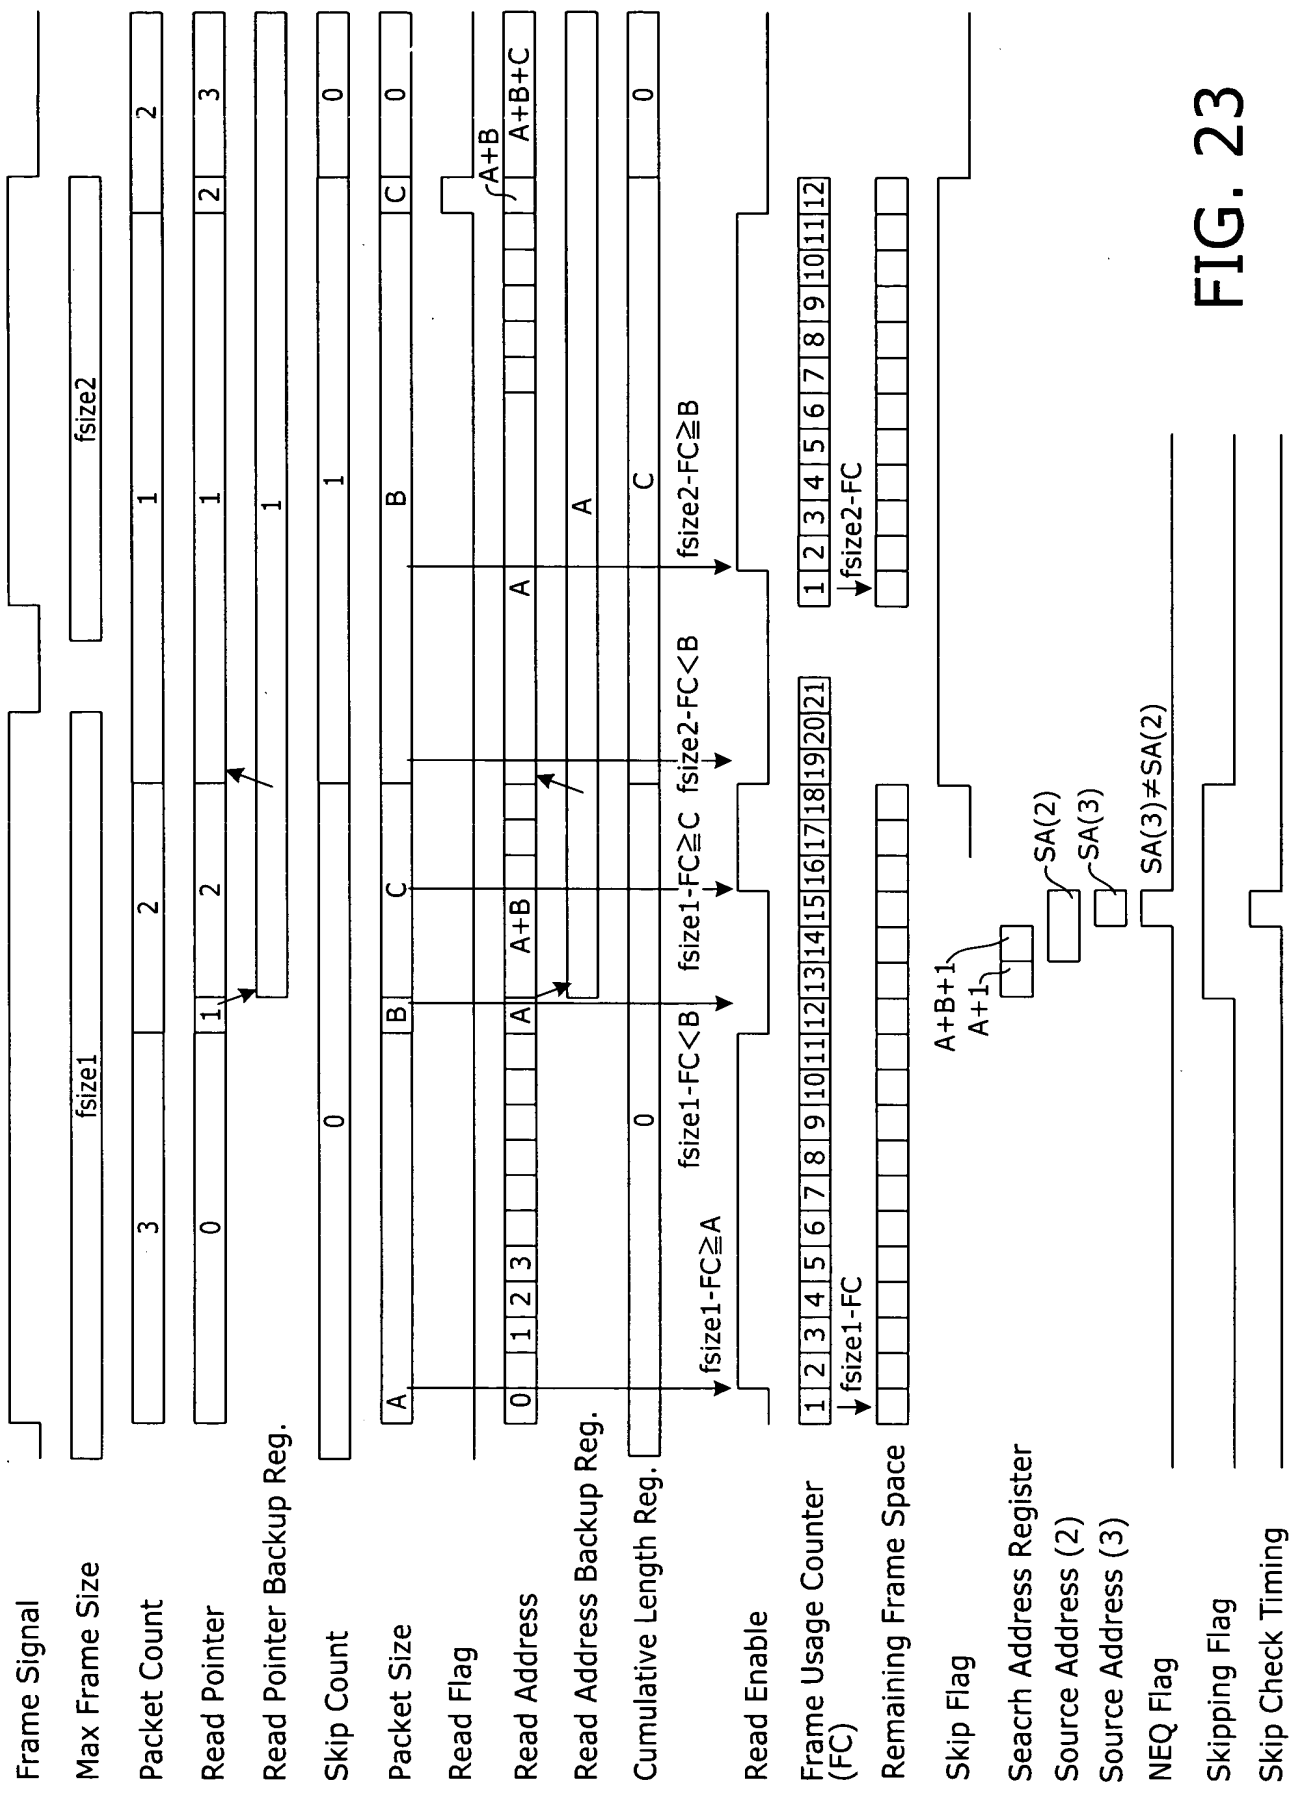 Frame Signal
Max Frame Size fsize1 fsize2
Packet Count 3 2 1 2
Read Pointer 0 1 2 1 2 3
Read Pointer Backup Reg. 1
Skip Count 0 1 0
Packet Size A B C B C 0
Read Flag
A+B
Read Address 0 1 2 3 A A+B A A+B+C
Read Address Backup Reg. A
Cumulative Length Reg. 0 C 0
fsize1-FC≧A fsize1-FC<B fsize1-FC≧C fsize2-FC<B fsize2-FC≧B
Read Enable
Frame Usage Counter 1 2 3 4 5 6 7 8 9 10 11 12 13 14 15 16 17 18 19 20 21 1 2 3 4 5 6 7 8 9 10 11 12
(FC) fsize1-FC fsize2-FC
Remaining Frame Space
Skip Flag A+B+1
A+1
Seacrh Address Register
Source Address (2) SA(2)
Source Address (3) SA(3)
NEQ Flag SA(3)≠SA(2)
Skipping Flag
Skip Check Timing
FIG. 23